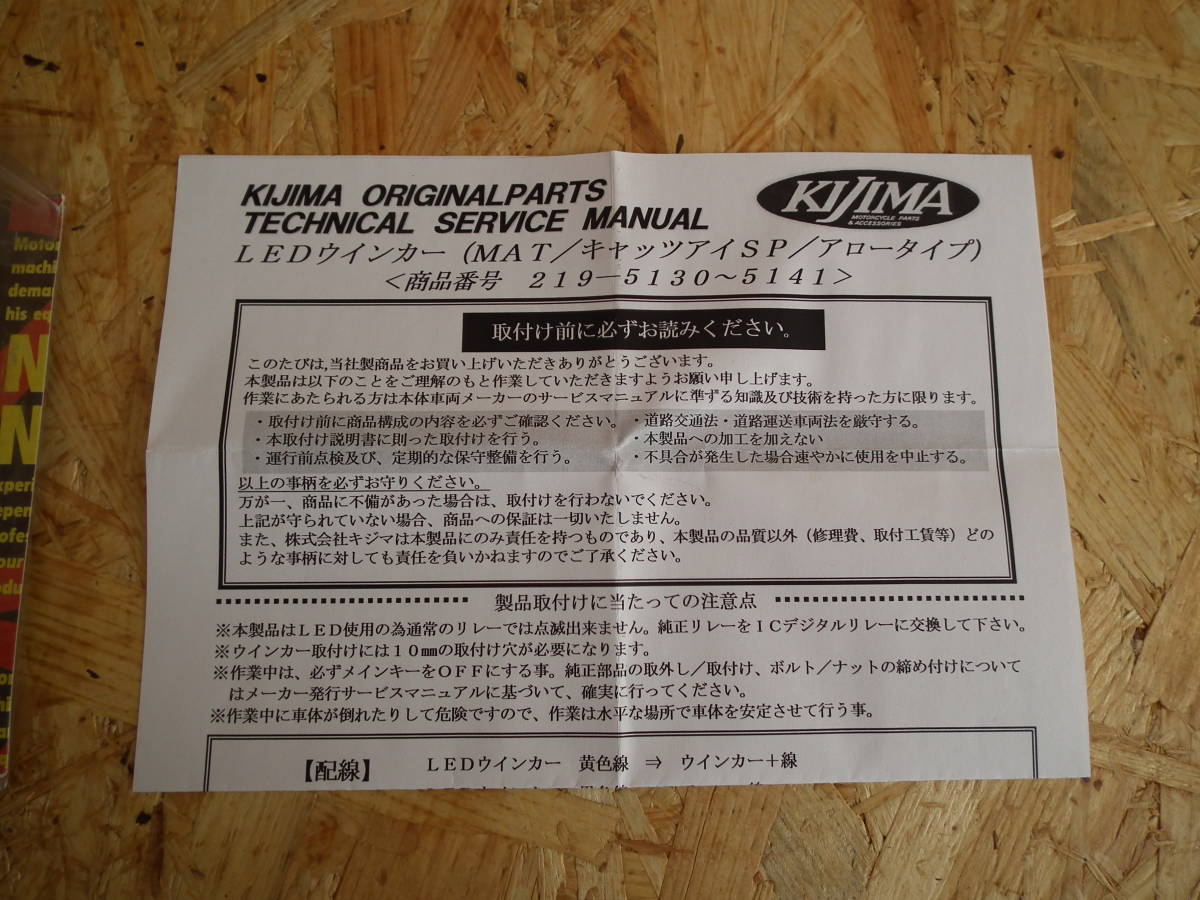 KIJIMA ORIGINALPARTS
TECHNICAL SERVICE MANUAL
KIJIMA
MOTORCYCLE PARTS
& ACCESSORIES
LEDウインカー(MAT/キャッツアイSP/アロータイプ)
<商品番号 219-5130~5141>
取付け前に必ずお読みください。
このたびは,当社製商品をお買い上げいただきありがとうございます。
本製品は以下のことをご理解のもと作業していただきますようお願い申し上げます。
作業にあたられる方は本体車両メーカーのサービスマニュアルに準ずる知識及び技術を持った方に限ります。
・取付け前に商品構成の内容を必ずご確認ください。
・本取付け説明書に則った取付けを行う。
・運行前点検及び、定期的な保守整備を行う。
・道路交通法・道路運送車両法を厳守する。
・本製品への加工を加えない
・不具合が発生した場合速やかに使用を中止する。
以上の事柄を必ずお守りください。
万が一、商品に不備があった場合は、取付けを行わないでください。
上記が守られていない場合、商品への保証は一切いたしません。
また、株式会社キジマは本製品にのみ責任を持つものであり、本製品の品質以外(修理費、取付工賃等)どの
ような事柄に対しても責任を負いかねますのでご了承ください。
製品取付けに当たっての注意点
※本製品はLED使用の為通常のリレーでは点滅出来ません。純正リレーをICデジタルリレーに交換して下さい。
※ウインカー取付けには10㎜の取付け穴が必要になります。
※作業中は、必ずメインキーをOFFにする事。純正部品の取外し/取付け、ボルト/ナットの締め付けについて
はメーカー発行サービスマニュアルに基づいて、確実に行ってください。
※作業中に車体が倒れたりして危険ですので、作業は水平な場所で車体を安定させて行う事。
【配線】 LEDウインカー 黄色線 ⇒ ウインカー+線
Motor
machi
dema
his eq
N
N